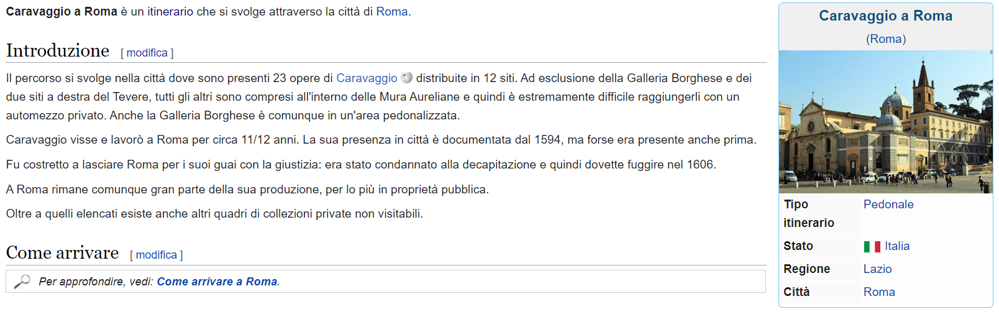 Caravaggio a Roma è un itinerario che si svolge attraverso la città di Roma.
Introduzione [ modifica ]
Il percorso si svolge nella città dove sono presenti 23 opere di Caravaggio distribuite in 12 siti. Ad esclusione della Galleria Borghese e dei
due siti a destra del Tevere, tutti gli altri sono compresi all'interno delle Mura Aureliane e quindi è estremamente difficile raggiungerli con un
automezzo privato. Anche la Galleria Borghese è comunque in un'area pedonalizzata.
Caravaggio visse e lavorò a Roma per circa 11/12 anni. La sua presenza in città è documentata dal 1594, ma forse era presente anche prima.
Fu costretto a lasciare Roma per i suoi guai con la giustizia: era stato condannato alla decapitazione e quindi dovette fuggire nel 1606.
A Roma rimane comunque gran parte della sua produzione, per lo più in proprietà pubblica.
Oltre a quelli elencati esiste anche altri quadri di collezioni private non visitabili.
Come arrivare [ modifica ]
Per approfondire, vedi: Come arrivare a Roma.
Caravaggio a Roma
(Roma)
Tipo itinerario Pedonale
Stato Italia
Regione Lazio
Città Roma